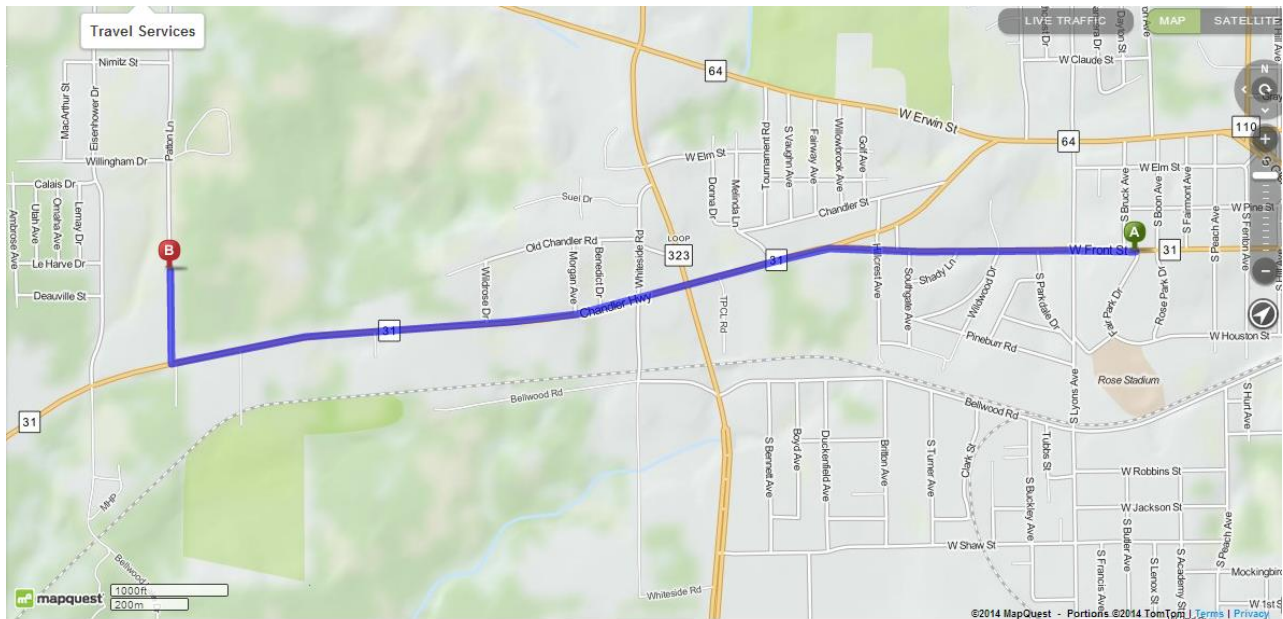 Travel Services
LIVE TRAFFIC
MAP
SATELLITE
Nimitz St
MacArthur St
Eisenhower Dr
Patton Ln
Willingham Dr
Calais Dr
Ambrose Ave
Utah Ave
Omaha Ave
Lemay Dr
Le Harve Dr
Deauville St
B
31
31
MHP
Bellwood
64
W Erwin St
64
110
W Claude St
Dayton St
N
W Elm St
Suei Dr
Old Chandler Rd
Wildrose Dr
Morgan Ave
Benedict Dr
Whiteside Rd
LOOP
323
Donna Dr
Melinda Ln
Tournament Rd
S Vaughn Ave
Fairway Ave
Willowbrook Ave
Golf Ave
Chandler St
31
Chandler Hwy
TPCL Rd
Hillcrest Ave
Southgate Ave
Shady Ln
Wildwood Dr
S Parkdale Dr
Pineburr Rd
W Front St
A
31
S Bruck Ave
S Boon Ave
S Fairmont Ave
W Elm St
W Pine St
S Peach Ave
S Fenton Ave
Fair Park Dr
Rose Park Dr
W Houston St
Rose Stadium
S Lyons Ave
Bellwood Rd
Bellwood Rd
S Bennett Ave
Boyd Ave
Duckenfield Ave
Britton Ave
S Turner Ave
Clark St
Tubbs St
S Buckley Ave
S Hurt Ave
W Robbins St
W Jackson St
S Butler Ave
S Peach Ave
W Shaw St
S Francis Ave
S Lenox St
S Academy St
Mockingbird
W 1st S
Whiteside Rd
mapquest
1000ft
200m
©2014 MapQuest - Portions ©2014 TomTom | Terms | Privacy